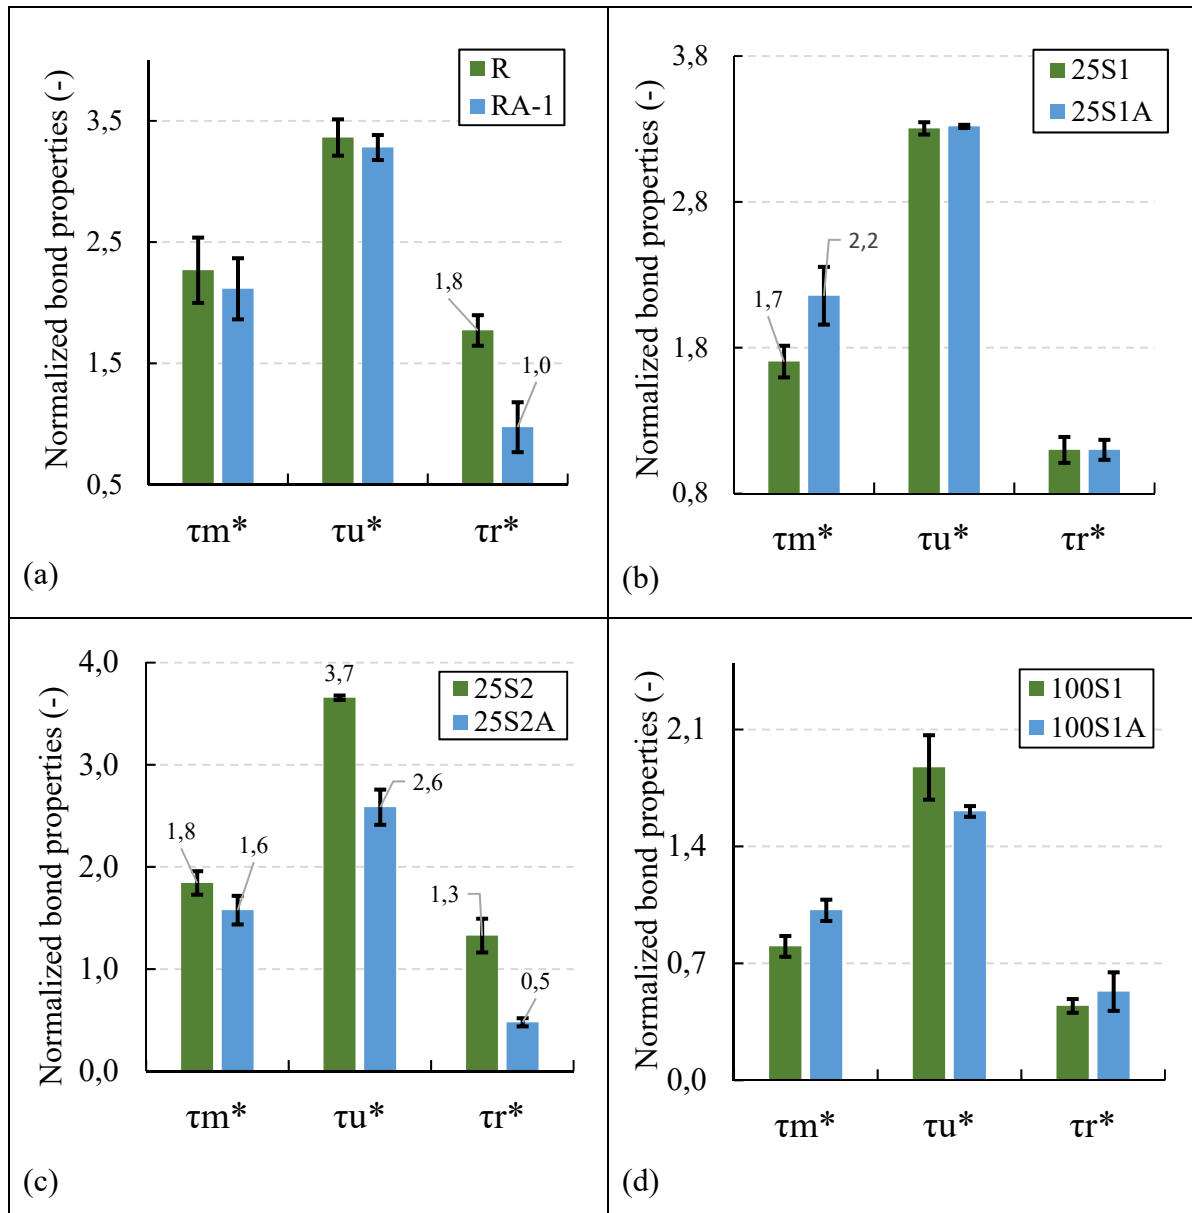 Normalized bond properties (-)
R
RA-1
3,5
2,5
1,5
0,5
1,8
1,0
τm* τu* τr*
(a)
Normalized bond properties (-)
25S1
25S1A
3,8
2,8
1,8
0,8
1,7
2,2
τm* τu* τr*
(b)
Normalized bond properties (-)
25S2
25S2A
4,0
3,0
2,0
1,0
0,0
1,8
1,6
3,7
2,6
1,3
0,5
τm* τu* τr*
(c)
Normalized bond properties (-)
100S1
100S1A
2,1
1,4
0,7
0,0
τm* τu* τr*
(d)